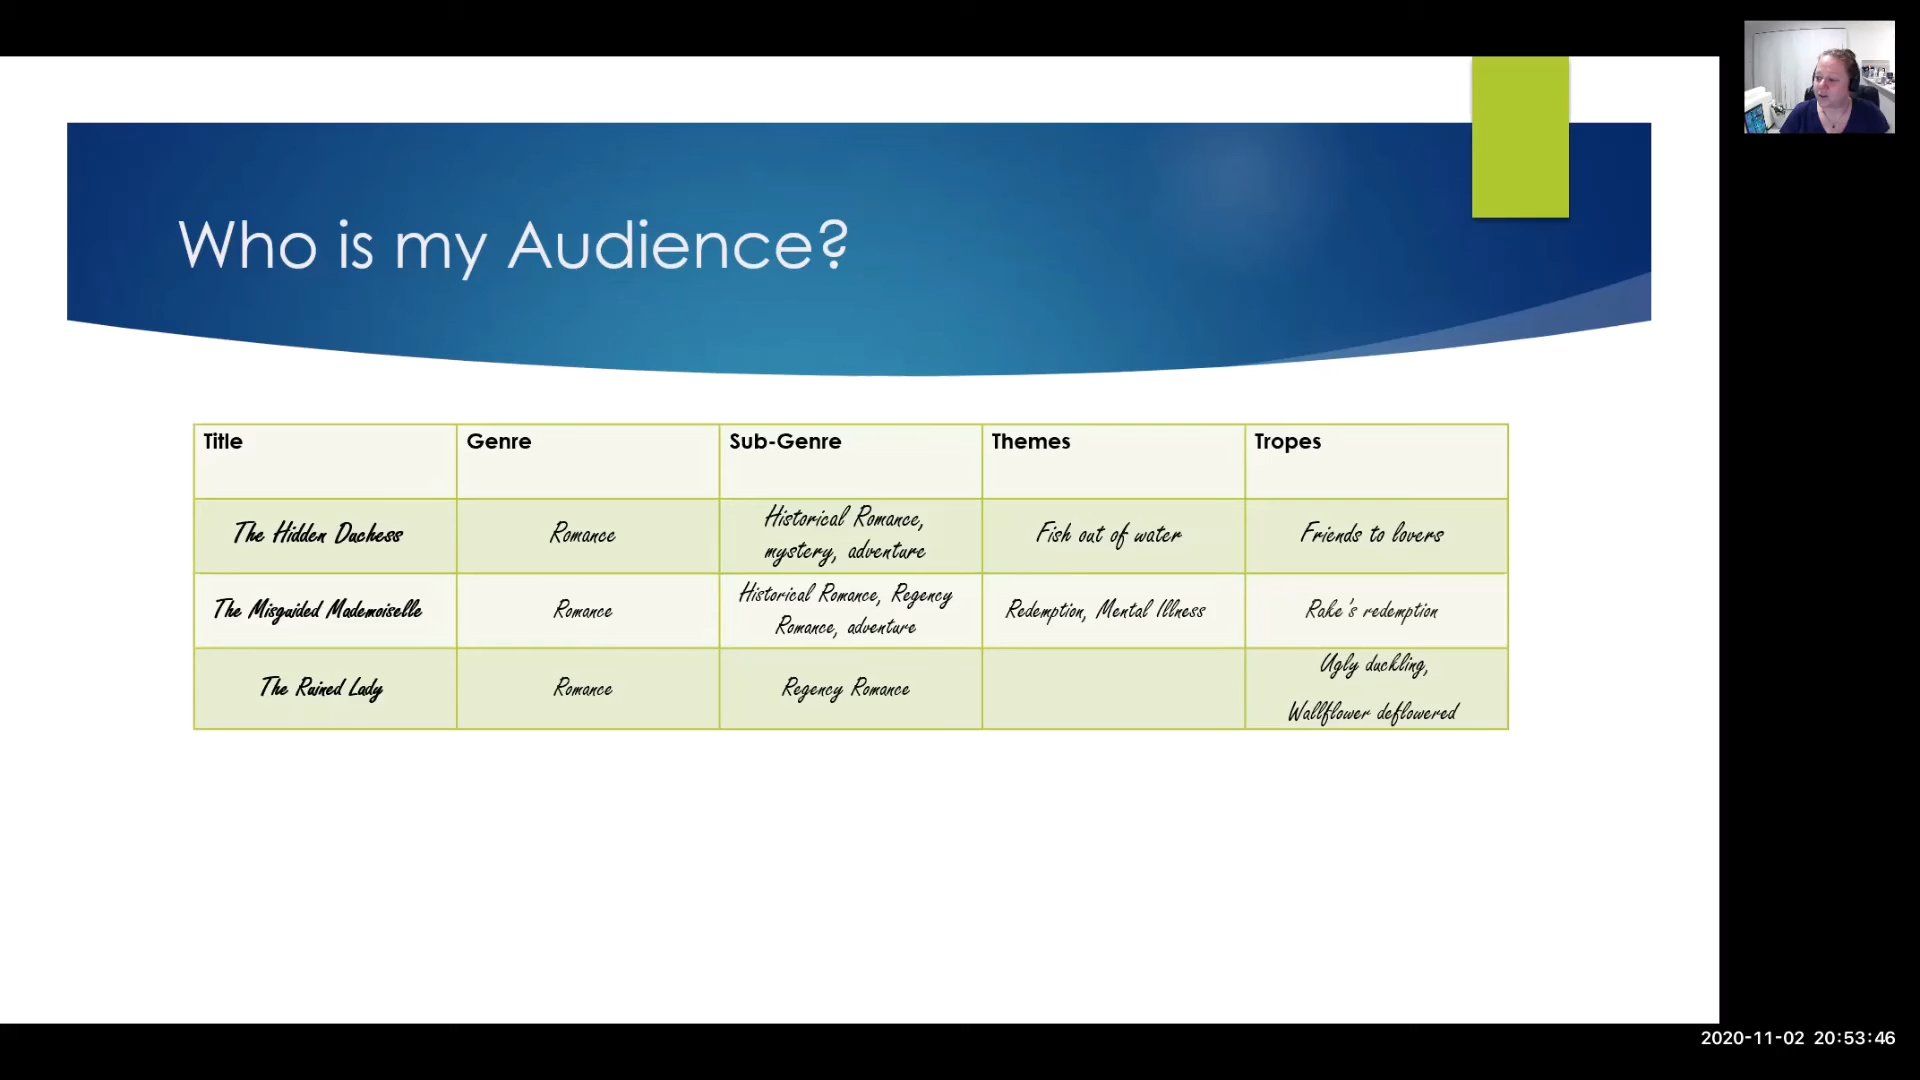 Who is my Audience?
Title Genre Sub-Genre Themes Tropes
The Hidden Duchess Romance Historical Romance, mystery, adventure Fish out of water Friends to lovers
The Misguided Mademoiselle Romance Historical Romance, Regency Romance, adventure Redemption, Mental Illness Rake's redemption
The Ruined Lady Romance Regency Romance Ugly duckling, Wallflower deflowered
2020-11-02 20:53:46